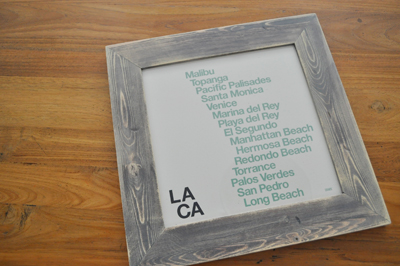 Malibu
Topanga
Pacific Palisades
Santa Monica
Venice
Marina del Rey
Playa del Rey
El Segundo
Manhattan Beach
Hermosa Beach
Redondo Beach
Torrance
Palos Verdes
San Pedro
Long Beach
LA
CA